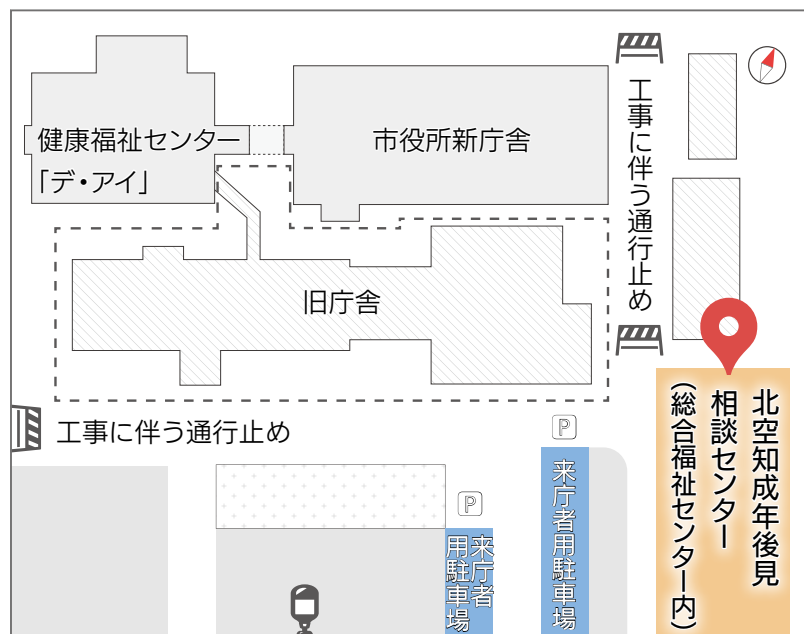 健康福祉センター
「デ・アイ」
市役所新庁舎
工事に伴う通行止め
旧庁舎
工事に伴う通行止め
P
来庁者用駐車場
P
来庁者
用駐車場
北空知成年後見
相談センター
（総合福祉センター内）